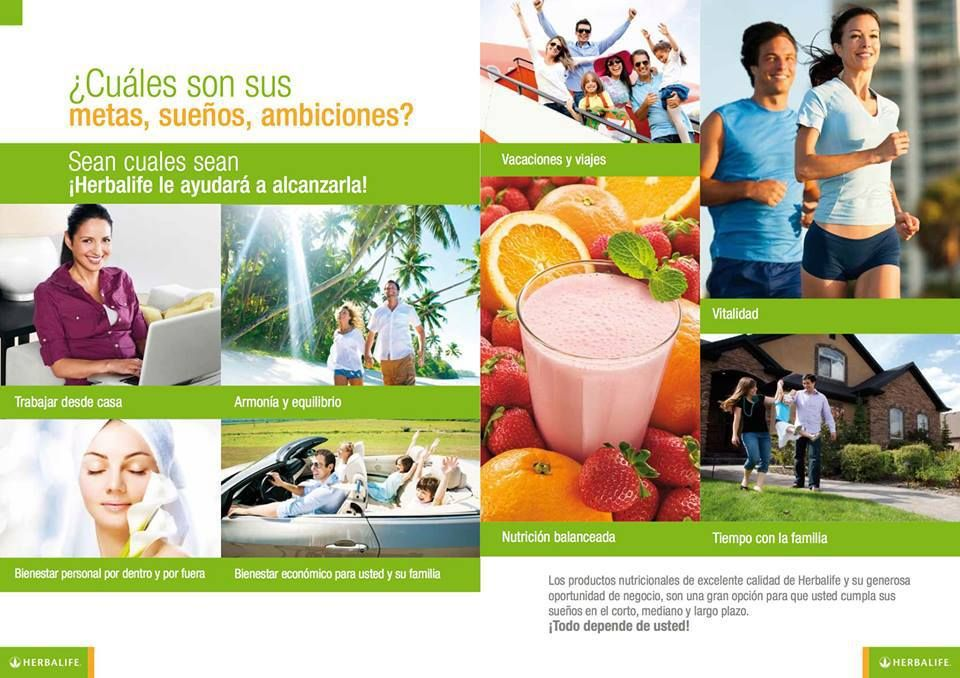 ¿Cuáles son sus
metas, sueños, ambiciones?
Sean cuales sean
¡Herbalife le ayudará a alcanzarla!
Trabajar desde casa
Armonía y equilibrio
Bienestar personal por dentro y por fuera
Bienestar económico para usted y su familia
HERBALIFE.
Vacaciones y viajes
Vitalidad
Nutrición balanceada
Tiempo con la familia
Los productos nutricionales de excelente calidad de Herbalife y su generosa
oportunidad de negocio, son una gran opción para que usted cumpla sus
sueños en el corto, mediano y largo plazo.
¡Todo depende de usted!
HERBALIFE.